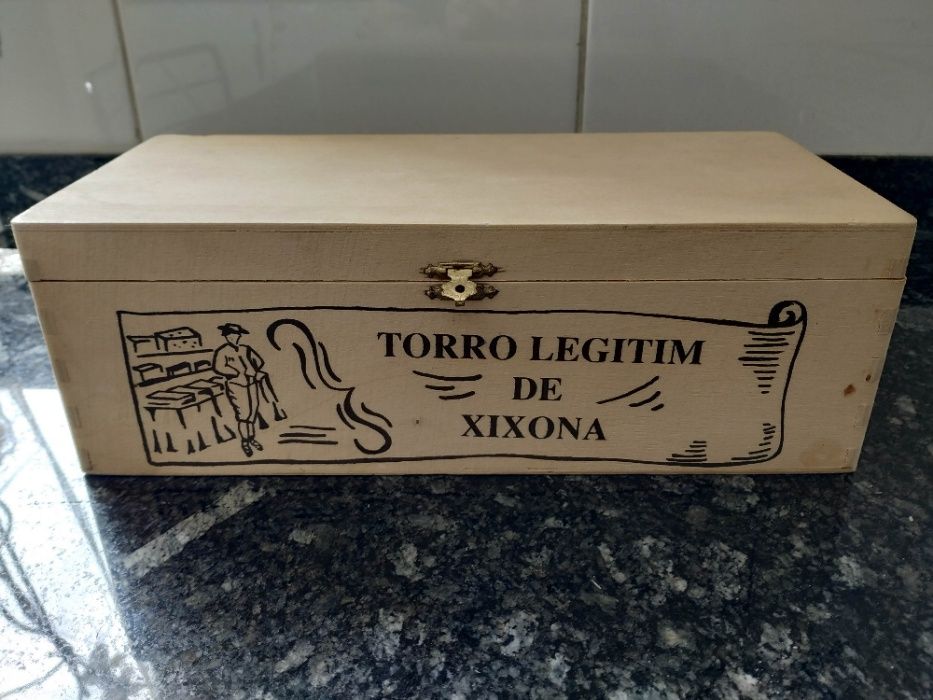 TORRO LEGITIM
DE
XIXONA